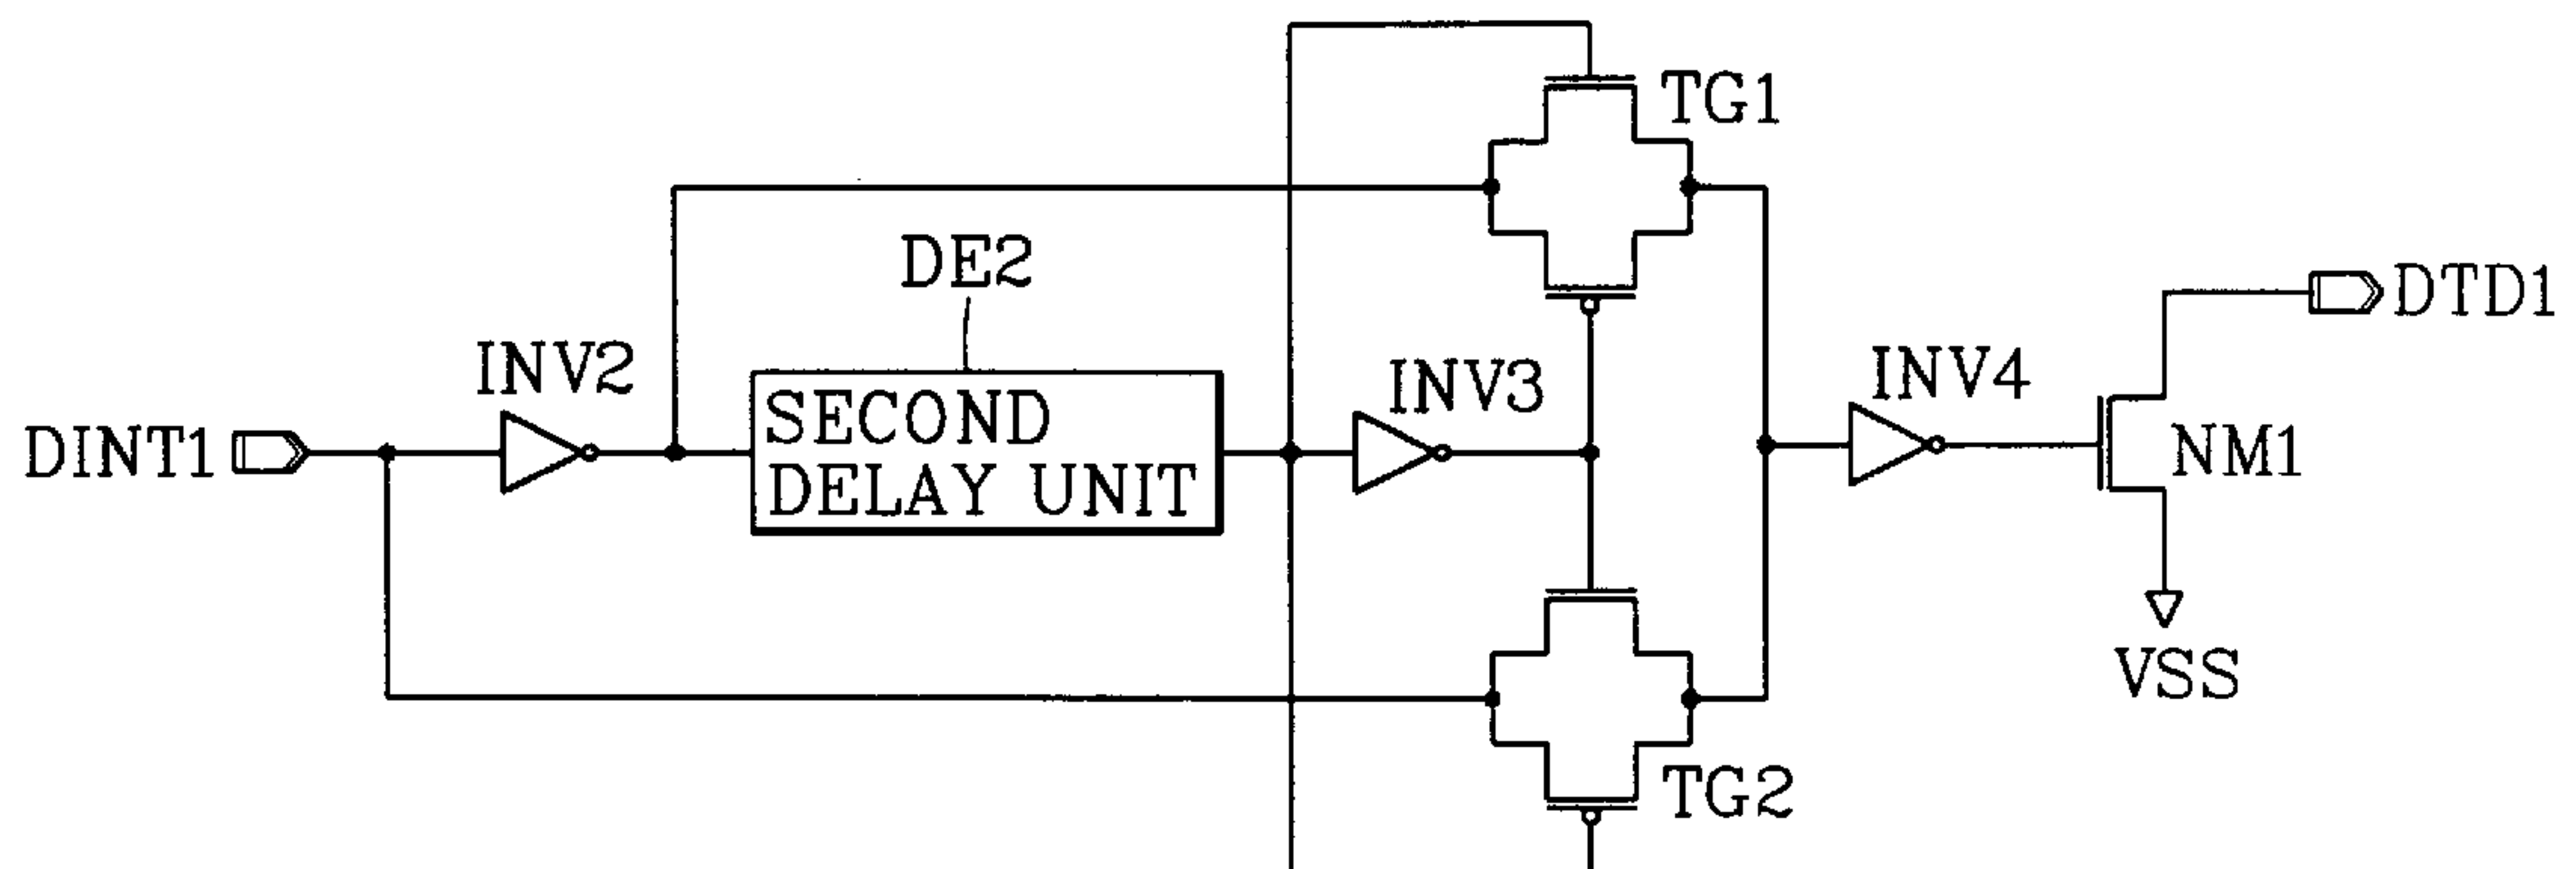 TG1
DE2
DTD1
INV2
INV3
INV4
SECOND
DELAY UNIT
DINT1
NM1
VSS
TG2